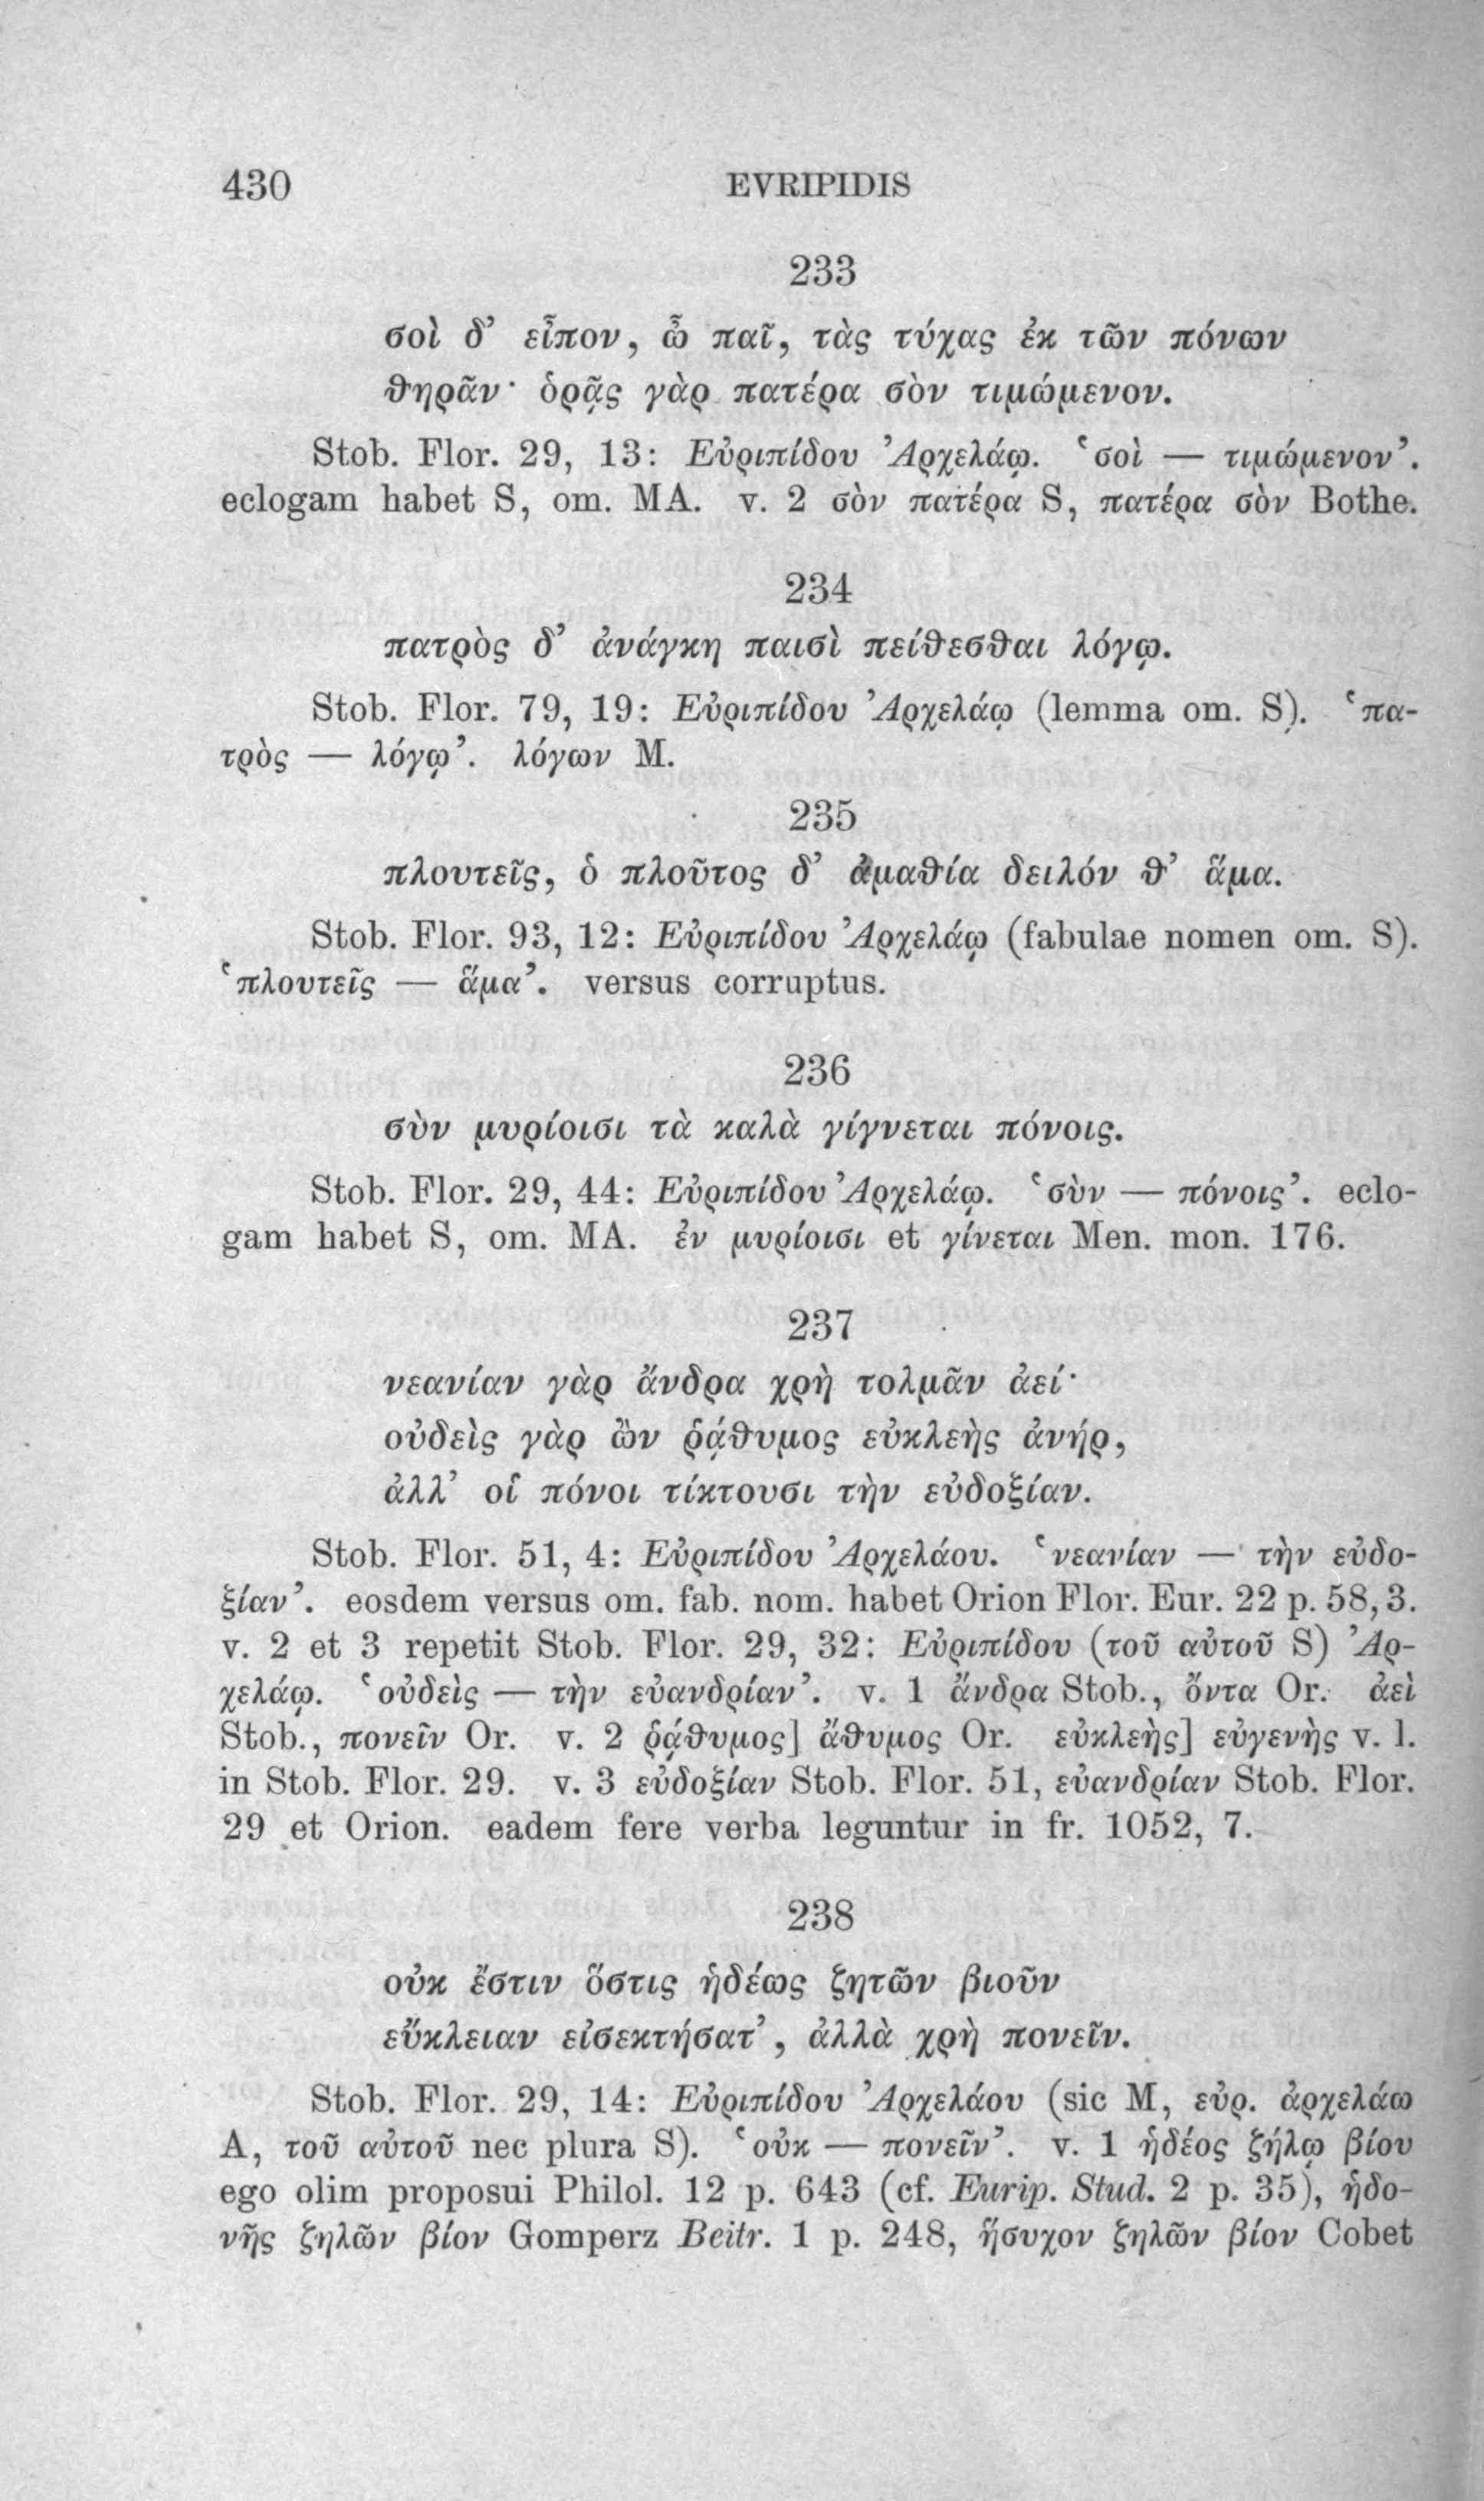 430 EVRIPIDIS
233
σοὶ δ’ εἶπον, ὦ παῖ, τὰς τύχας ἐκ τῶν πόνων
θηρᾶν· ὁρᾷς γὰρ πατέρα σὸν τιμώμενον.
Stob. Flor. 29, 13: Εὐριπίδου Ἀρχελάῳ. ‘σοὶ — τιμώμενον’.
eclogam habet S, om. MA. v. 2 σὸν πατέρα S, πατέρα σὸν Bothe.
234
πατρὸς δ’ ἀνάγκη παισὶ πείθεσθαι λόγῳ.
Stob. Flor. 79, 19: Εὐριπίδου Ἀρχελάῳ (lemma om. S). ‘πα-
τρὸς — λόγῳ’. λόγων M.
235
πλουτεῖς, ὁ πλοῦτος δ’ ἀμαθία δειλόν θ’ ἅμα.
Stob. Flor. 93, 12: Εὐριπίδου Ἀρχελάῳ (fabulae nomen om. S).
‘πλουτεῖς — ἅμα’. versus corruptus.
236
σὺν μυρίοισι τὰ καλὰ γίγνεται πόνοις.
Stob. Flor. 29, 44: Εὐριπίδου Ἀρχελάῳ. ‘σὺν — πόνοις’. eclo-
gam habet S, om. MA. ἐν μυρίοισι et γίνεται Men. mon. 176.
237
νεανίαν γὰρ ἄνδρα χρὴ τολμᾶν ἀεί·
οὐδεὶς γὰρ ὢν ῥᾴθυμος εὐκλεὴς ἀνήρ,
ἀλλ’ οἱ πόνοι τίκτουσι τὴν εὐδοξίαν.
Stob. Flor. 51, 4: Εὐριπίδου Ἀρχελάου. ‘νεανίαν — τὴν εὐδο-
ξίαν’. eosdem versus om. fab. nom. habet Orion Flor. Eur. 22 p. 58, 3.
v. 2 et 3 repetit Stob. Flor. 29, 32: Εὐριπίδου (τοῦ αὐτοῦ S) Ἀρ-
χελάῳ. ‘οὐδεὶς — τὴν εὐανδρίαν’. v. 1 ἄνδρα Stob., ὄντα Or. ἀεὶ
Stob., πονεῖν Or. v. 2 ῥᾴθυμος] ἄθυμος Or. εὐκλεὴς] εὐγενὴς v. l.
in Stob. Flor. 29. v. 3 εὐδοξίαν Stob. Flor. 51, εὐανδρίαν Stob. Flor.
29 et Orion. eadem fere verba leguntur in fr. 1052, 7.
238
οὐκ ἔστιν ὅστις ἡδέως ζητῶν βιοῦν
εὔκλειαν εἰσεκτήσατ’, ἀλλὰ χρὴ πονεῖν.
Stob. Flor. 29, 14: Εὐριπίδου Ἀρχελάου (sic M, εὐρ. ἀρχελάω
A, τοῦ αὐτοῦ nec plura S). ‘οὐκ — πονεῖν’. v. 1 ἡδέος ζήλῳ βίου
ego olim proposui Philol. 12 p. 643 (cf. Eurip. Stud. 2 p. 35), ἡδο-
νῆς ζηλῶν βίον Gomperz Beitr. 1 p. 248, ἥσυχον ζηλῶν βίον Cobet